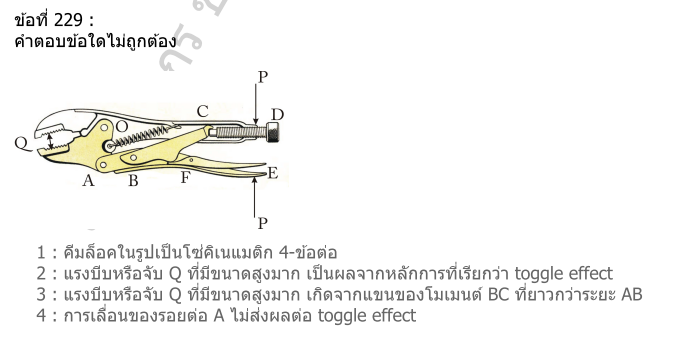 ข้อที่ 229 :
คำตอบข้อใดไม่ถูกต้อง
P
C
D
O
Q
A
B
F
E
P
1 : คีมล็อคในรูปเป็นโซ่คิเนแมติก 4-ข้อต่อ
2 : แรงบีบหรือจับ Q ที่มีขนาดสูงมาก เป็นผลจากหลักการที่เรียกว่า toggle effect
3 : แรงบีบหรือจับ Q ที่มีขนาดสูงมาก เกิดจากแขนของโมเมนต์ BC ที่ยาวกว่าระยะ AB
4 : การเลื่อนของรอยต่อ A ไม่ส่งผลต่อ toggle effect